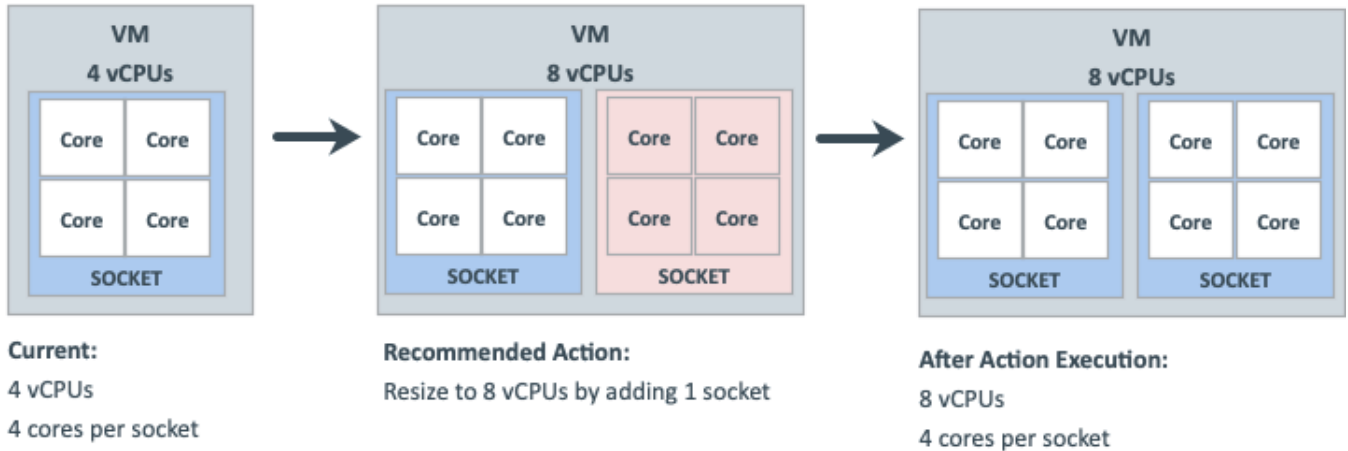 VM
4 vCPUs
Core Core
Core Core
SOCKET
Current:
4 vCPUs
4 cores per socket
VM
8 vCPUs
Core Core Core Core
Core Core Core Core
SOCKET SOCKET
Recommended Action:
Resize to 8 vCPUs by adding 1 socket
VM
8 vCPUs
Core Core Core Core
Core Core Core Core
SOCKET SOCKET
After Action Execution:
8 vCPUs
4 cores per socket